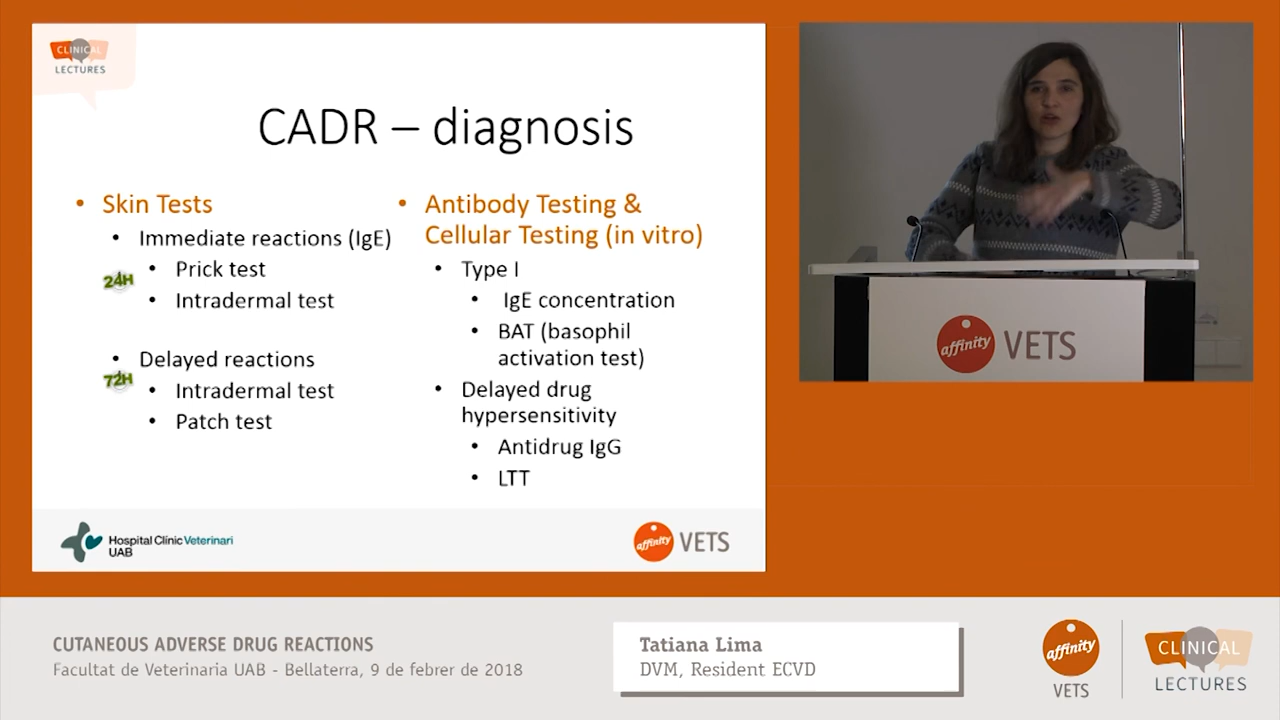 CLINICAL
LECTURES
CADR – diagnosis
• Skin Tests
• Immediate reactions (IgE)
24H
• Prick test
• Intradermal test
• Delayed reactions
72H
• Intradermal test
• Patch test
• Antibody Testing &
Cellular Testing (in vitro)
• Type I
• IgE concentration
• BAT (basophil
activation test)
• Delayed drug
hypersensitivity
• Antidrug IgG
• LTT
Hospital Clínic Veterinari
UAB
affinity VETS
affinity VETS
CUTANEOUS ADVERSE DRUG REACTIONS
Facultat de Veterinaria UAB - Bellaterra, 9 de febrer de 2018
Tatiana Lima
DVM, Resident ECVD
affinity
VETS
CLINICAL
LECTURES